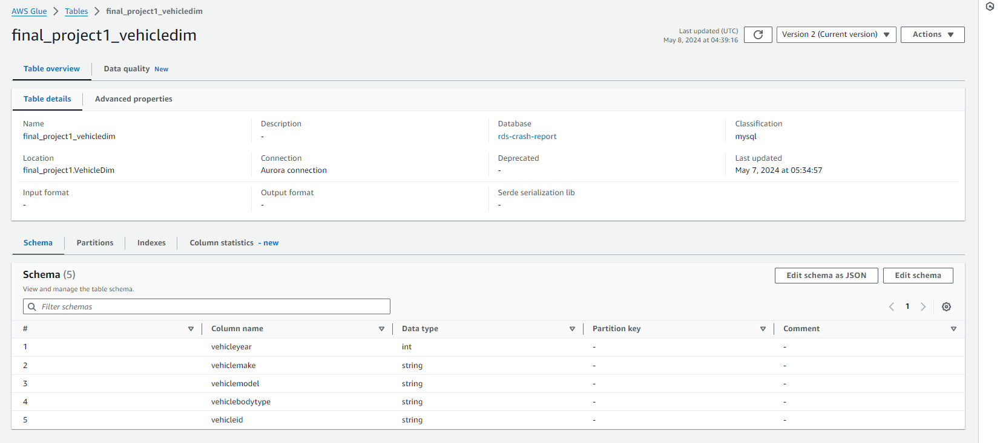 AWS Glue > Tables > final_project1_vehicledim
final_project1_vehicledim
Last updated (UTC)
May 8, 2024 at 04:39:16
Version 2 (Current version)
Actions
Table overview
Data quality New
Table details
Advanced properties
Name
final_project1_vehicledim
Description
-
Database
rds-crash-report
Classification
mysql
Location
final_project1.VehicleDim
Connection
Aurora connection
Deprecated
-
Last updated
May 7, 2024 at 05:34:57
Input format
-
Output format
-
Serde serialization lib
-
Schema
Partitions
Indexes
Column statistics - new
Schema (5)
View and manage the table schema.
Edit schema as JSON
Edit schema
Filter schemas
1
# Column name Data type Partition key Comment
1 vehicleyear int - -
2 vehiclemake string - -
3 vehiclemodel string - -
4 vehiclebodytype string - -
5 vehicleid string - -